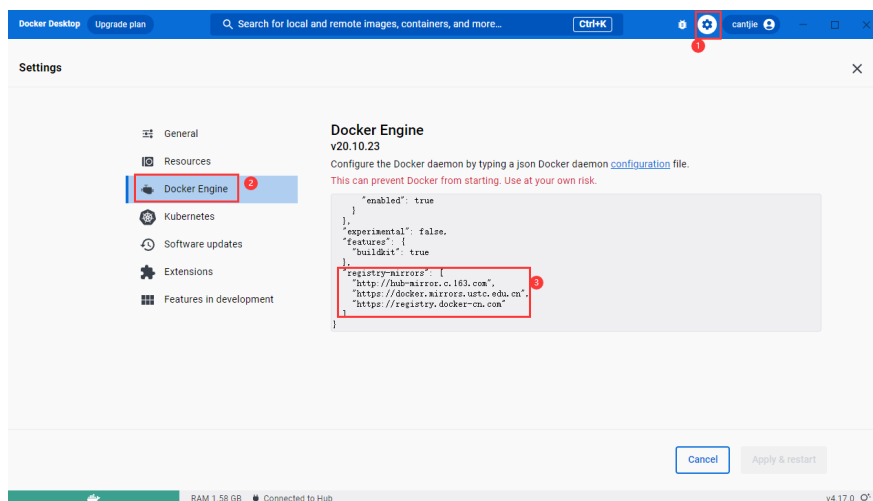 Docker Desktop Upgrade plan Search for local and remote images, containers, and more... Ctrl+K cantjie
1
Settings
General
Resources
Docker Engine 2
Kubernetes
Software updates
Extensions
Features in development
Docker Engine
v20.10.23
Configure the Docker daemon by typing a json Docker daemon configuration file.
This can prevent Docker from starting. Use at your own risk.
"enabled": true
}
},
"experimental": false,
"features": {
"buildkit": true
},
"registry-mirrors": [
"http://hub-mirror.c.163.com", 3
"https://docker.mirrors.ustc.edu.cn",
"https://registry.docker-cn.com"
]
}
Cancel Apply & restart
RAM 1.58 GB Connected to Hub v4.17.0